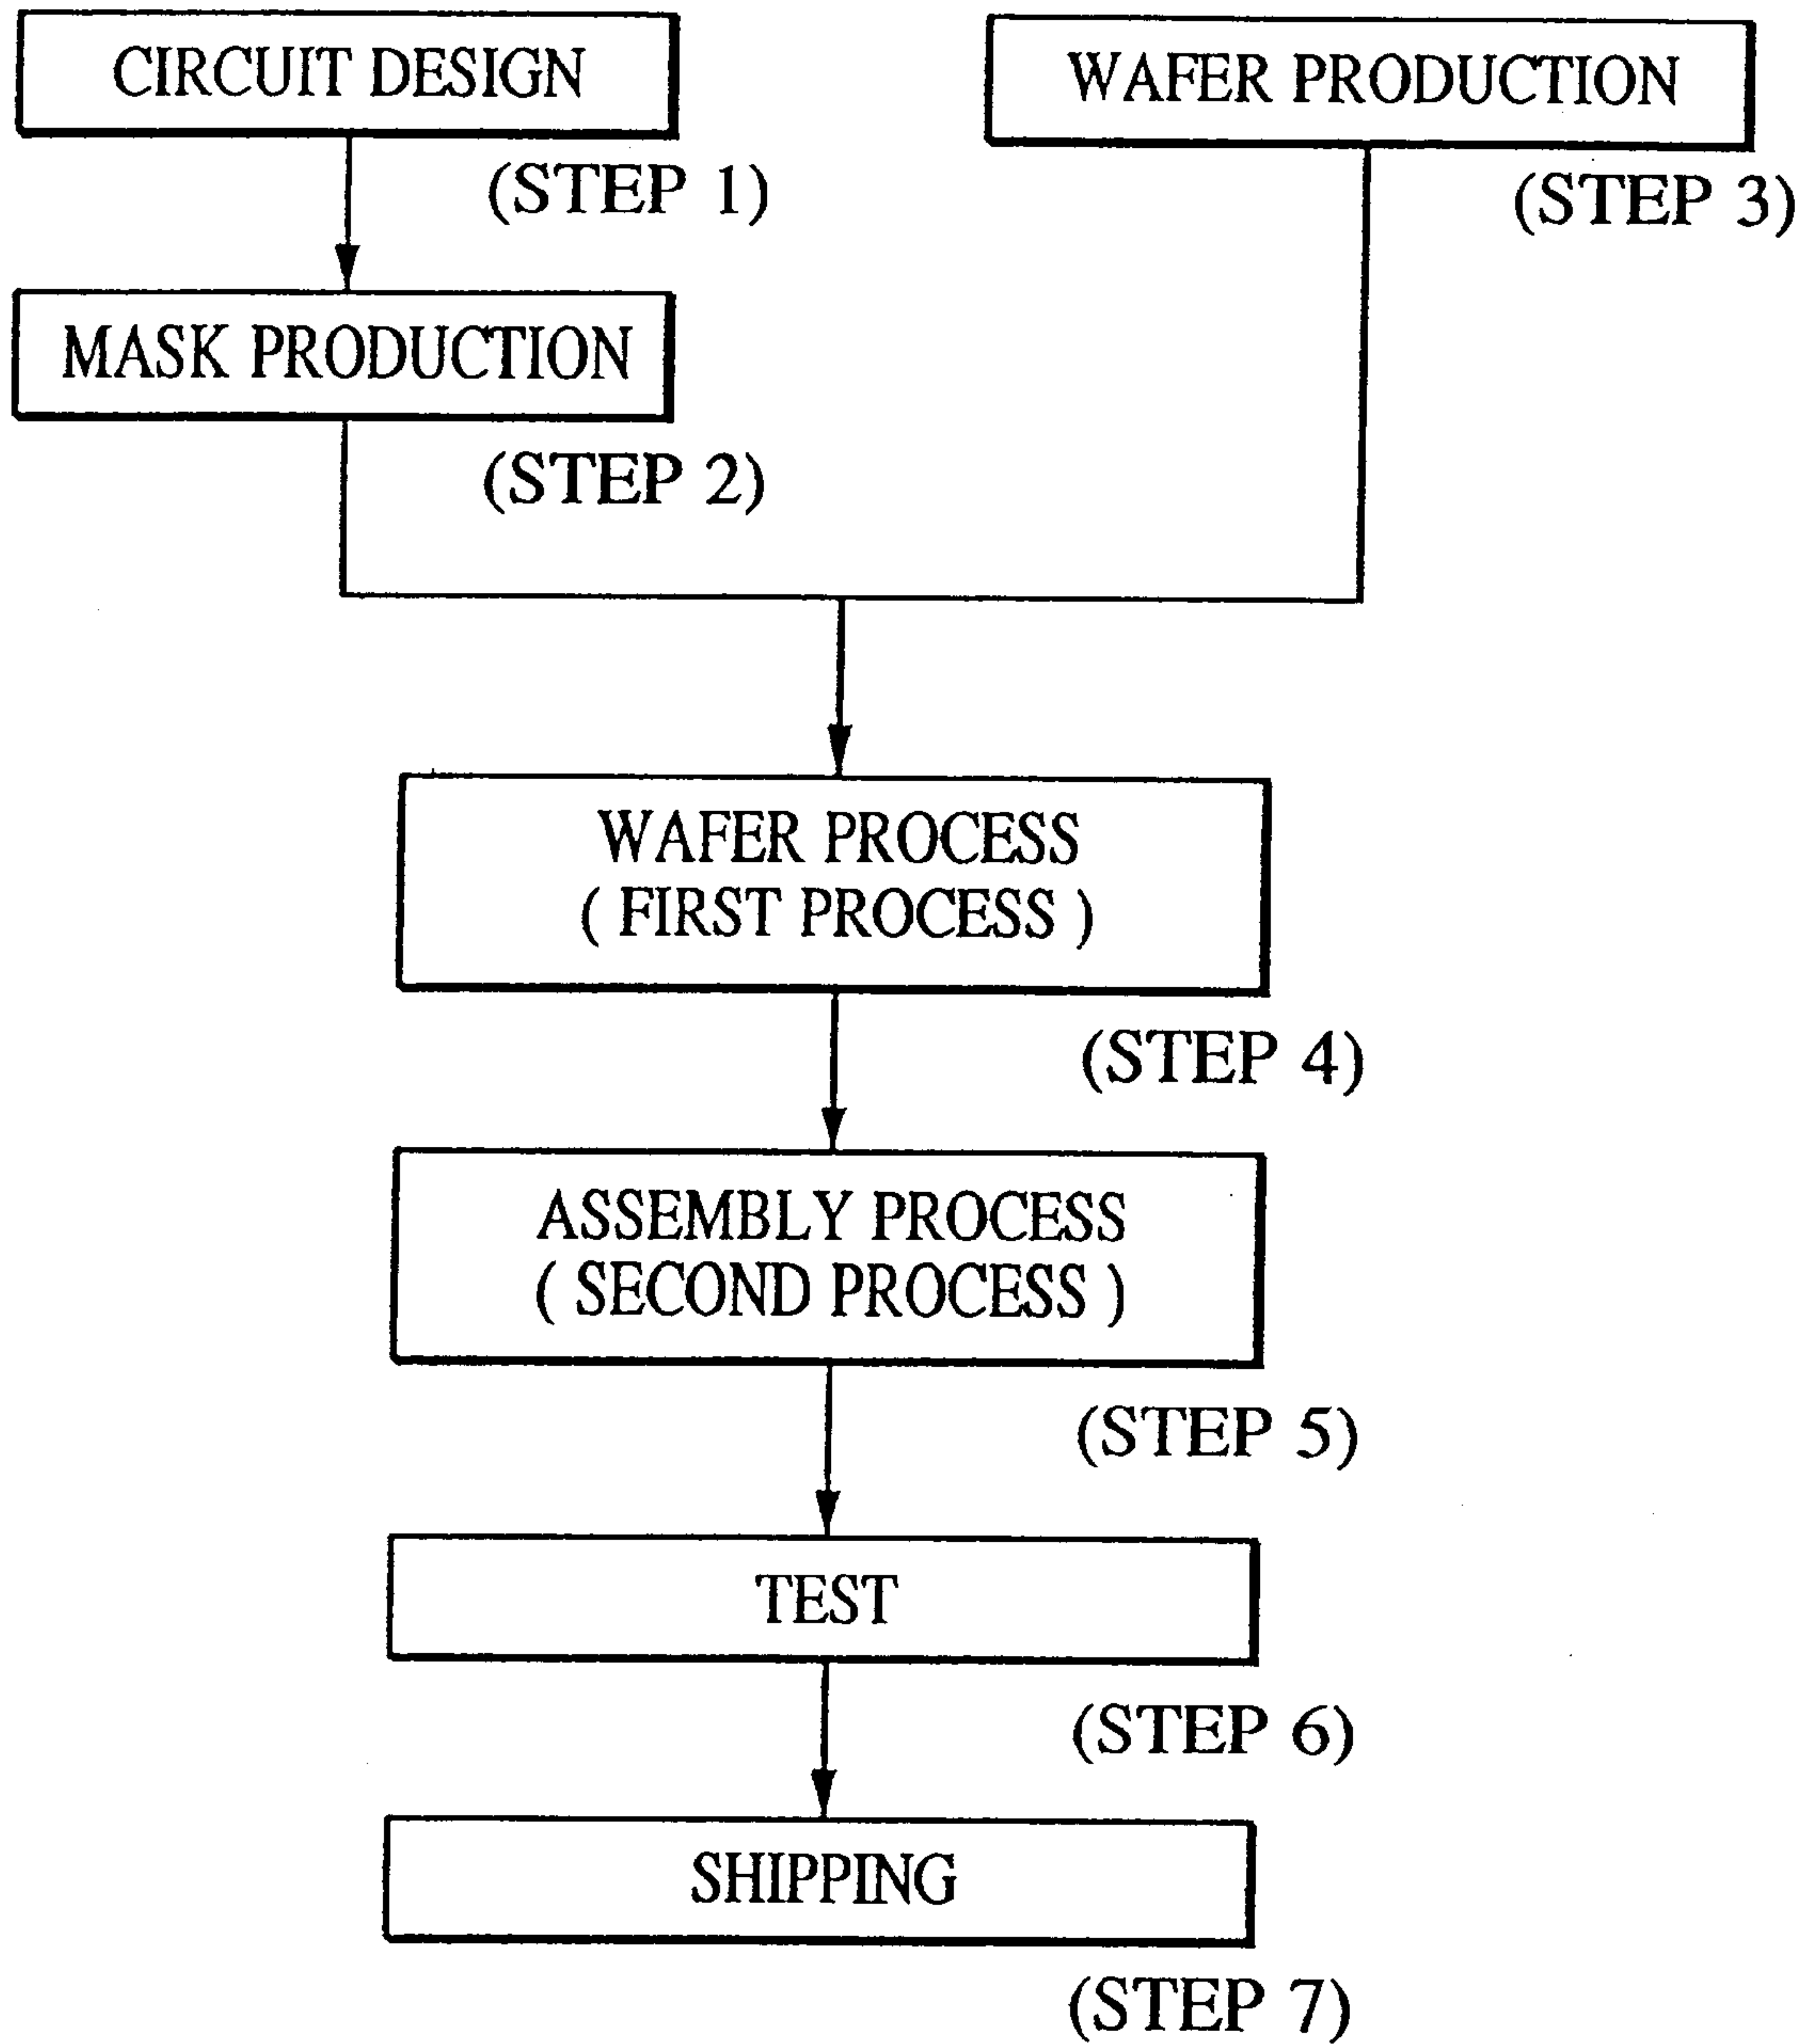 CIRCUIT DESIGN
(STEP 1)
MASK PRODUCTION
(STEP 2)
WAFER PRODUCTION
(STEP 3)
WAFER PROCESS
( FIRST PROCESS )
(STEP 4)
ASSEMBLY PROCESS
( SECOND PROCESS )
(STEP 5)
TEST
(STEP 6)
SHIPPING
(STEP 7)